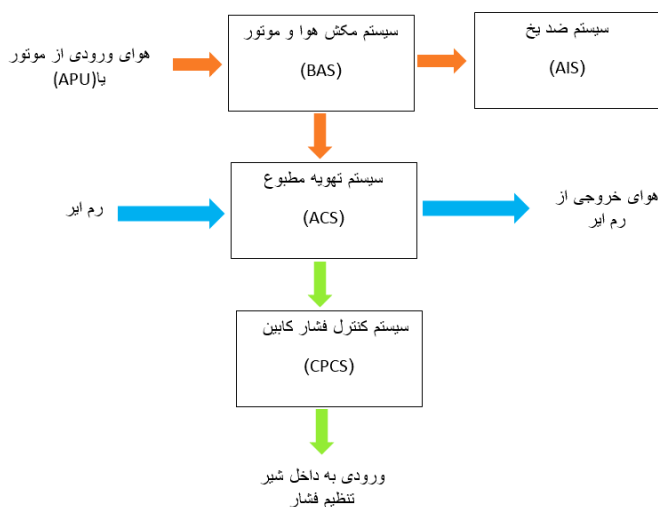 سیستم مکش هوا و موتور
(BAS)
سیستم ضد یخ
(AIS)
هوای ورودی از موتور
یا(APU)
سیستم تهویه مطبوع
(ACS)
رم ایر
هوای خروجی از
رم ایر
سیستم کنترل فشار کابین
(CPCS)
ورودی به داخل شیر
تنظیم فشار